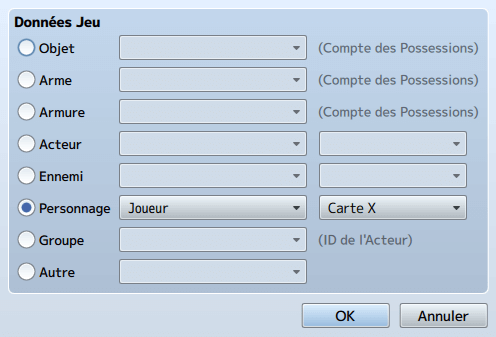 Données Jeu
Objet (Compte des Possessions)
Arme (Compte des Possessions)
Armure (Compte des Possessions)
Acteur
Ennemi
Personnage Joueur Carte X
Groupe (ID de l'Acteur)
Autre
OK Annuler